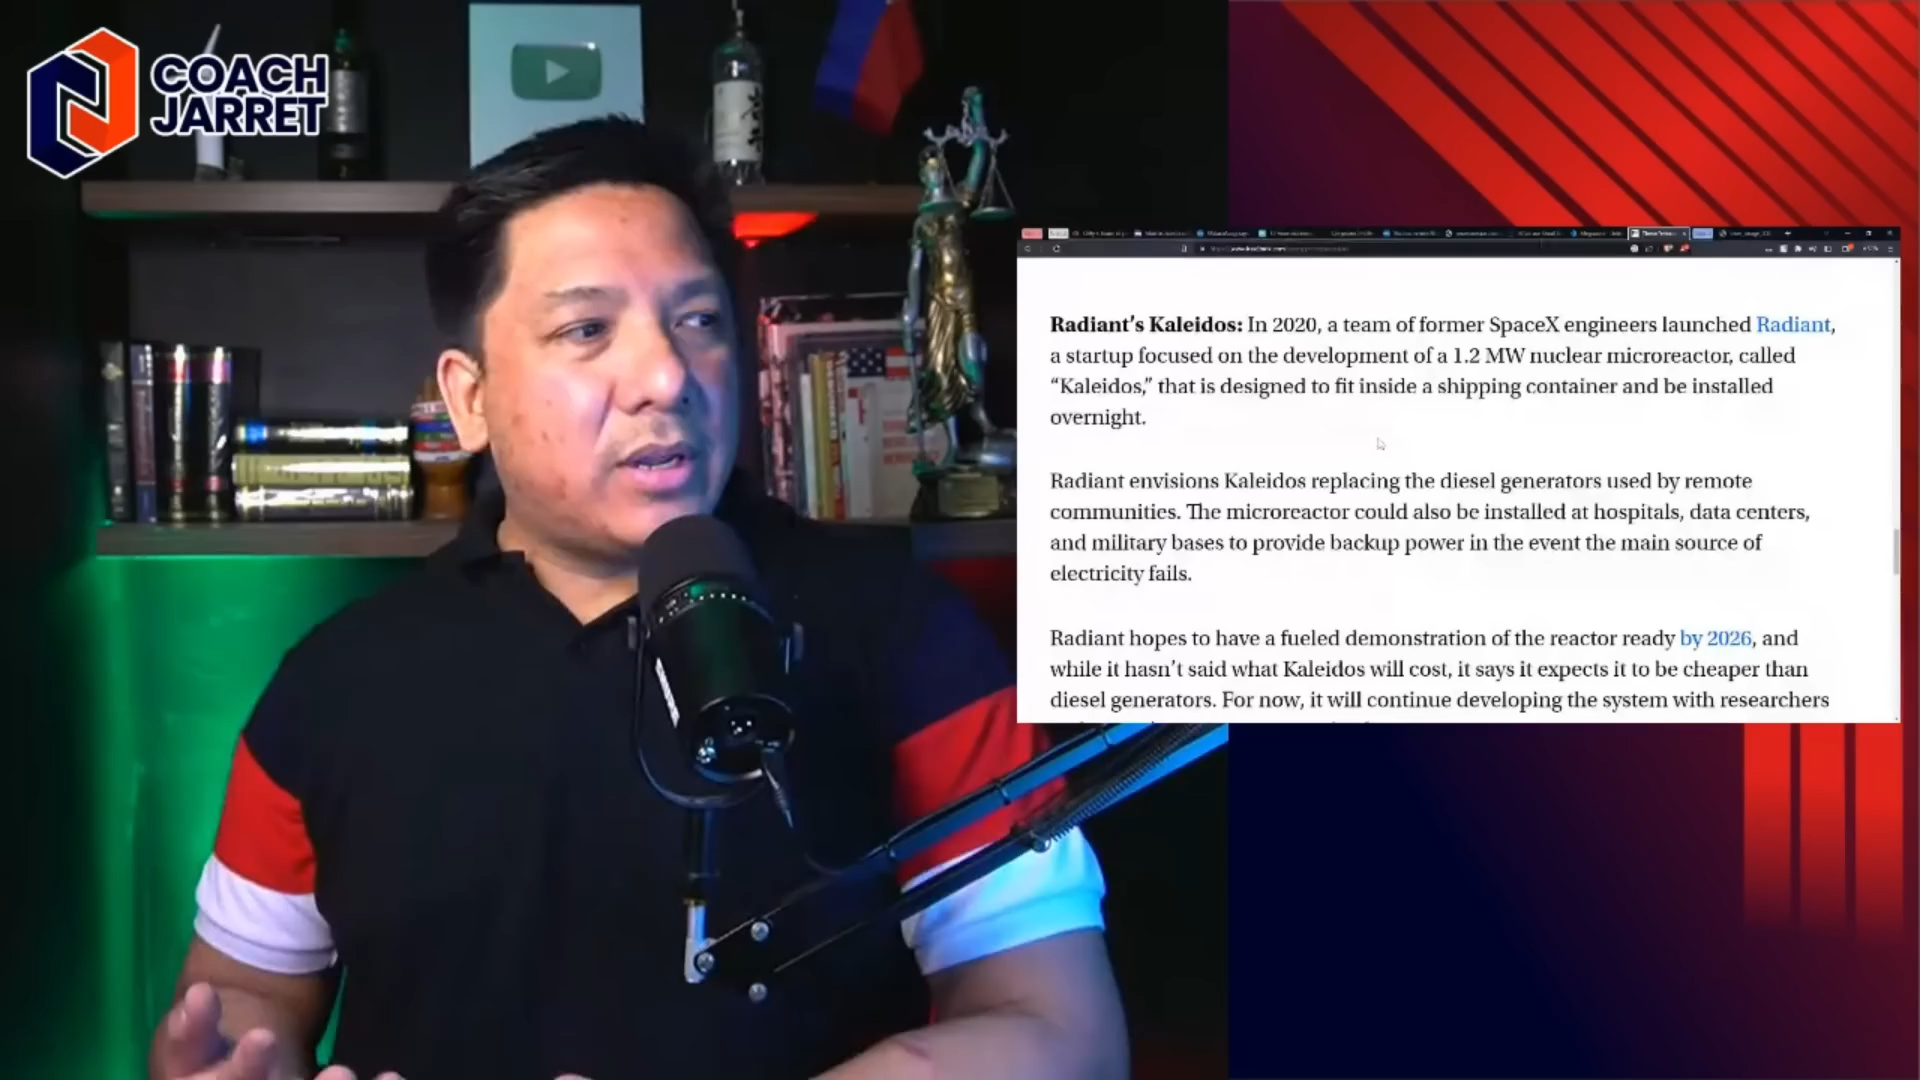 COACH
JARRET
Radiant's Kaleidos: In 2020, a team of former SpaceX engineers launched Radiant,
a startup focused on the development of a 1.2 MW nuclear microreactor, called
“Kaleidos,” that is designed to fit inside a shipping container and be installed
overnight.
Radiant envisions Kaleidos replacing the diesel generators used by remote
communities. The microreactor could also be installed at hospitals, data centers,
and military bases to provide backup power in the event the main source of
electricity fails.
Radiant hopes to have a fueled demonstration of the reactor ready by 2026, and
while it hasn't said what Kaleidos will cost, it says it expects it to be cheaper than
diesel generators. For now, it will continue developing the system with researchers